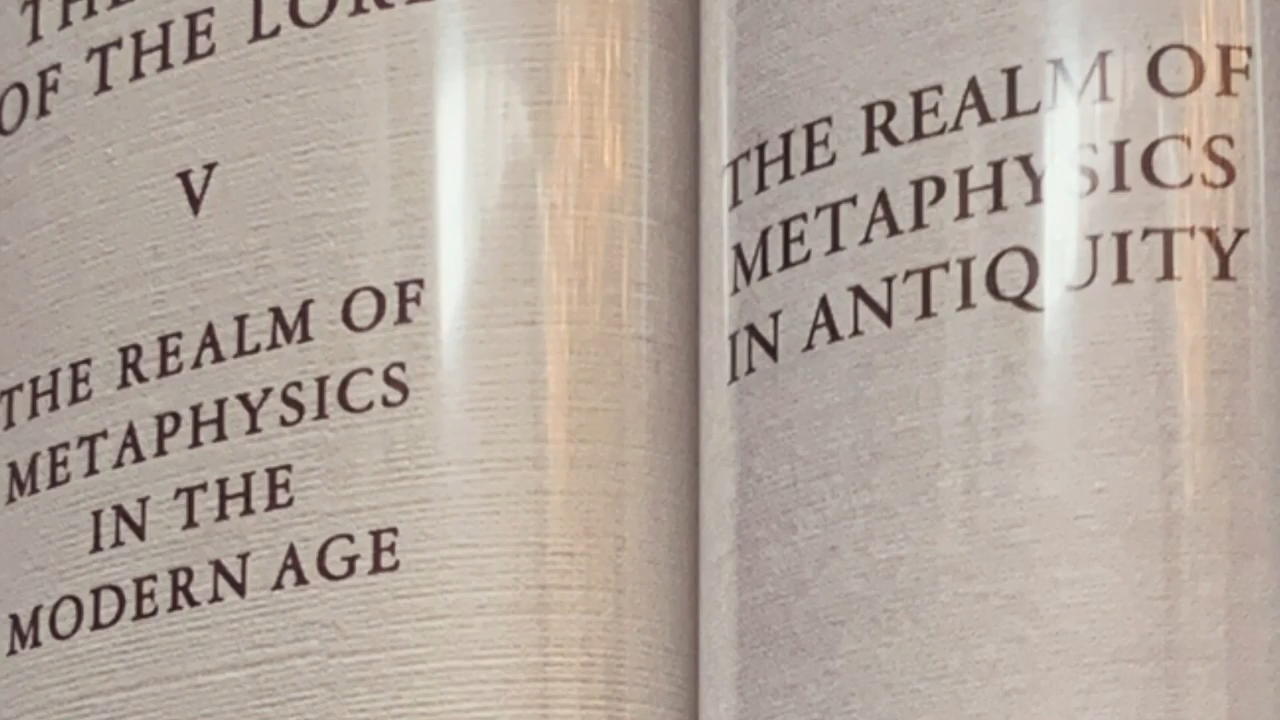 OF THE LORD
V
THE REALM OF
METAPHYSICS
IN THE
MODERN AGE
THE REALM OF
METAPHYSICS
IN ANTIQUITY